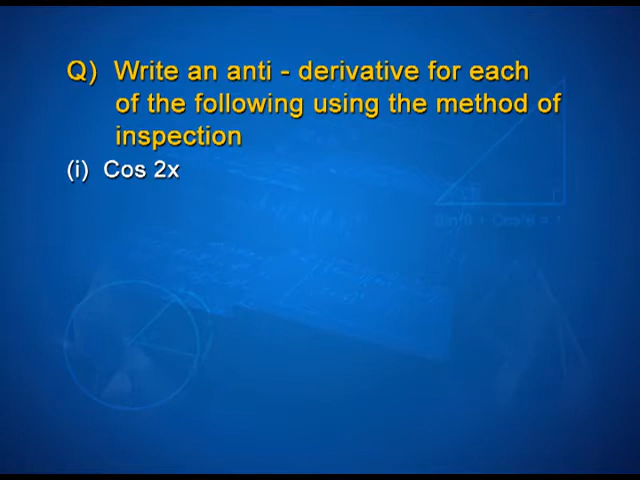 Q) Write an anti - derivative for each
of the following using the method of
inspection
(i) Cos 2x